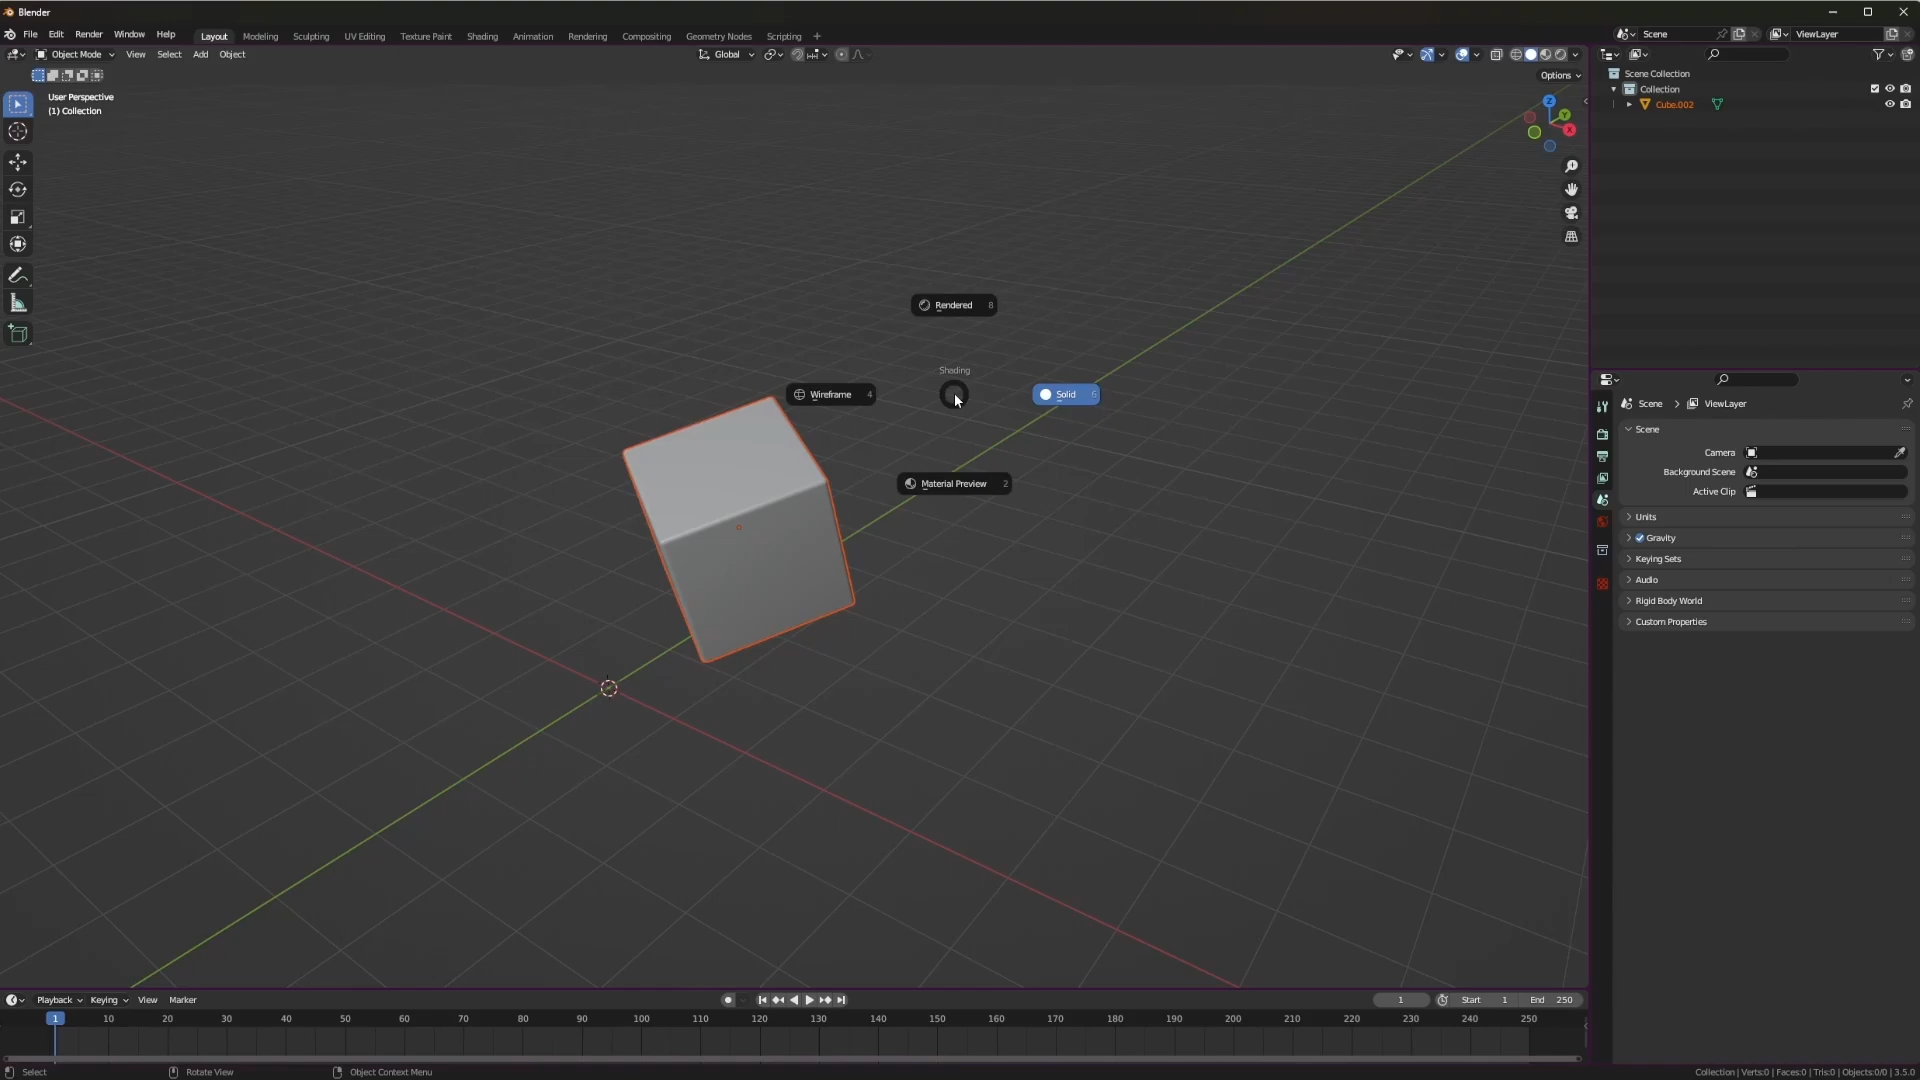 Blender
File Edit Render Window Help Layout Modeling Sculpting UV Editing Texture Paint Shading Animation Rendering Compositing Geometry Nodes Scripting + Scene ViewLayer
Object Mode View Select Add Object Global
Options
User Perspective
(1) Collection
Z
Y
X
Scene Collection
Collection
Cube.002
Rendered 8
Shading
Wireframe 4
Solid 6
Material Preview 2
Scene > ViewLayer
Scene
Camera
Background Scene
Active Clip
Units
Gravity
Keying Sets
Audio
Rigid Body World
Custom Properties
Playback Keying View Marker 1 Start 1 End 250
1 10 20 30 40 50 60 70 80 90 100 110 120 130 140 150 160 170 180 190 200 210 220 230 240 250
Select Rotate View Object Context Menu Collection | Verts:0 | Faces:0 | Tris:0 | Objects:0/0 | 3.5.0